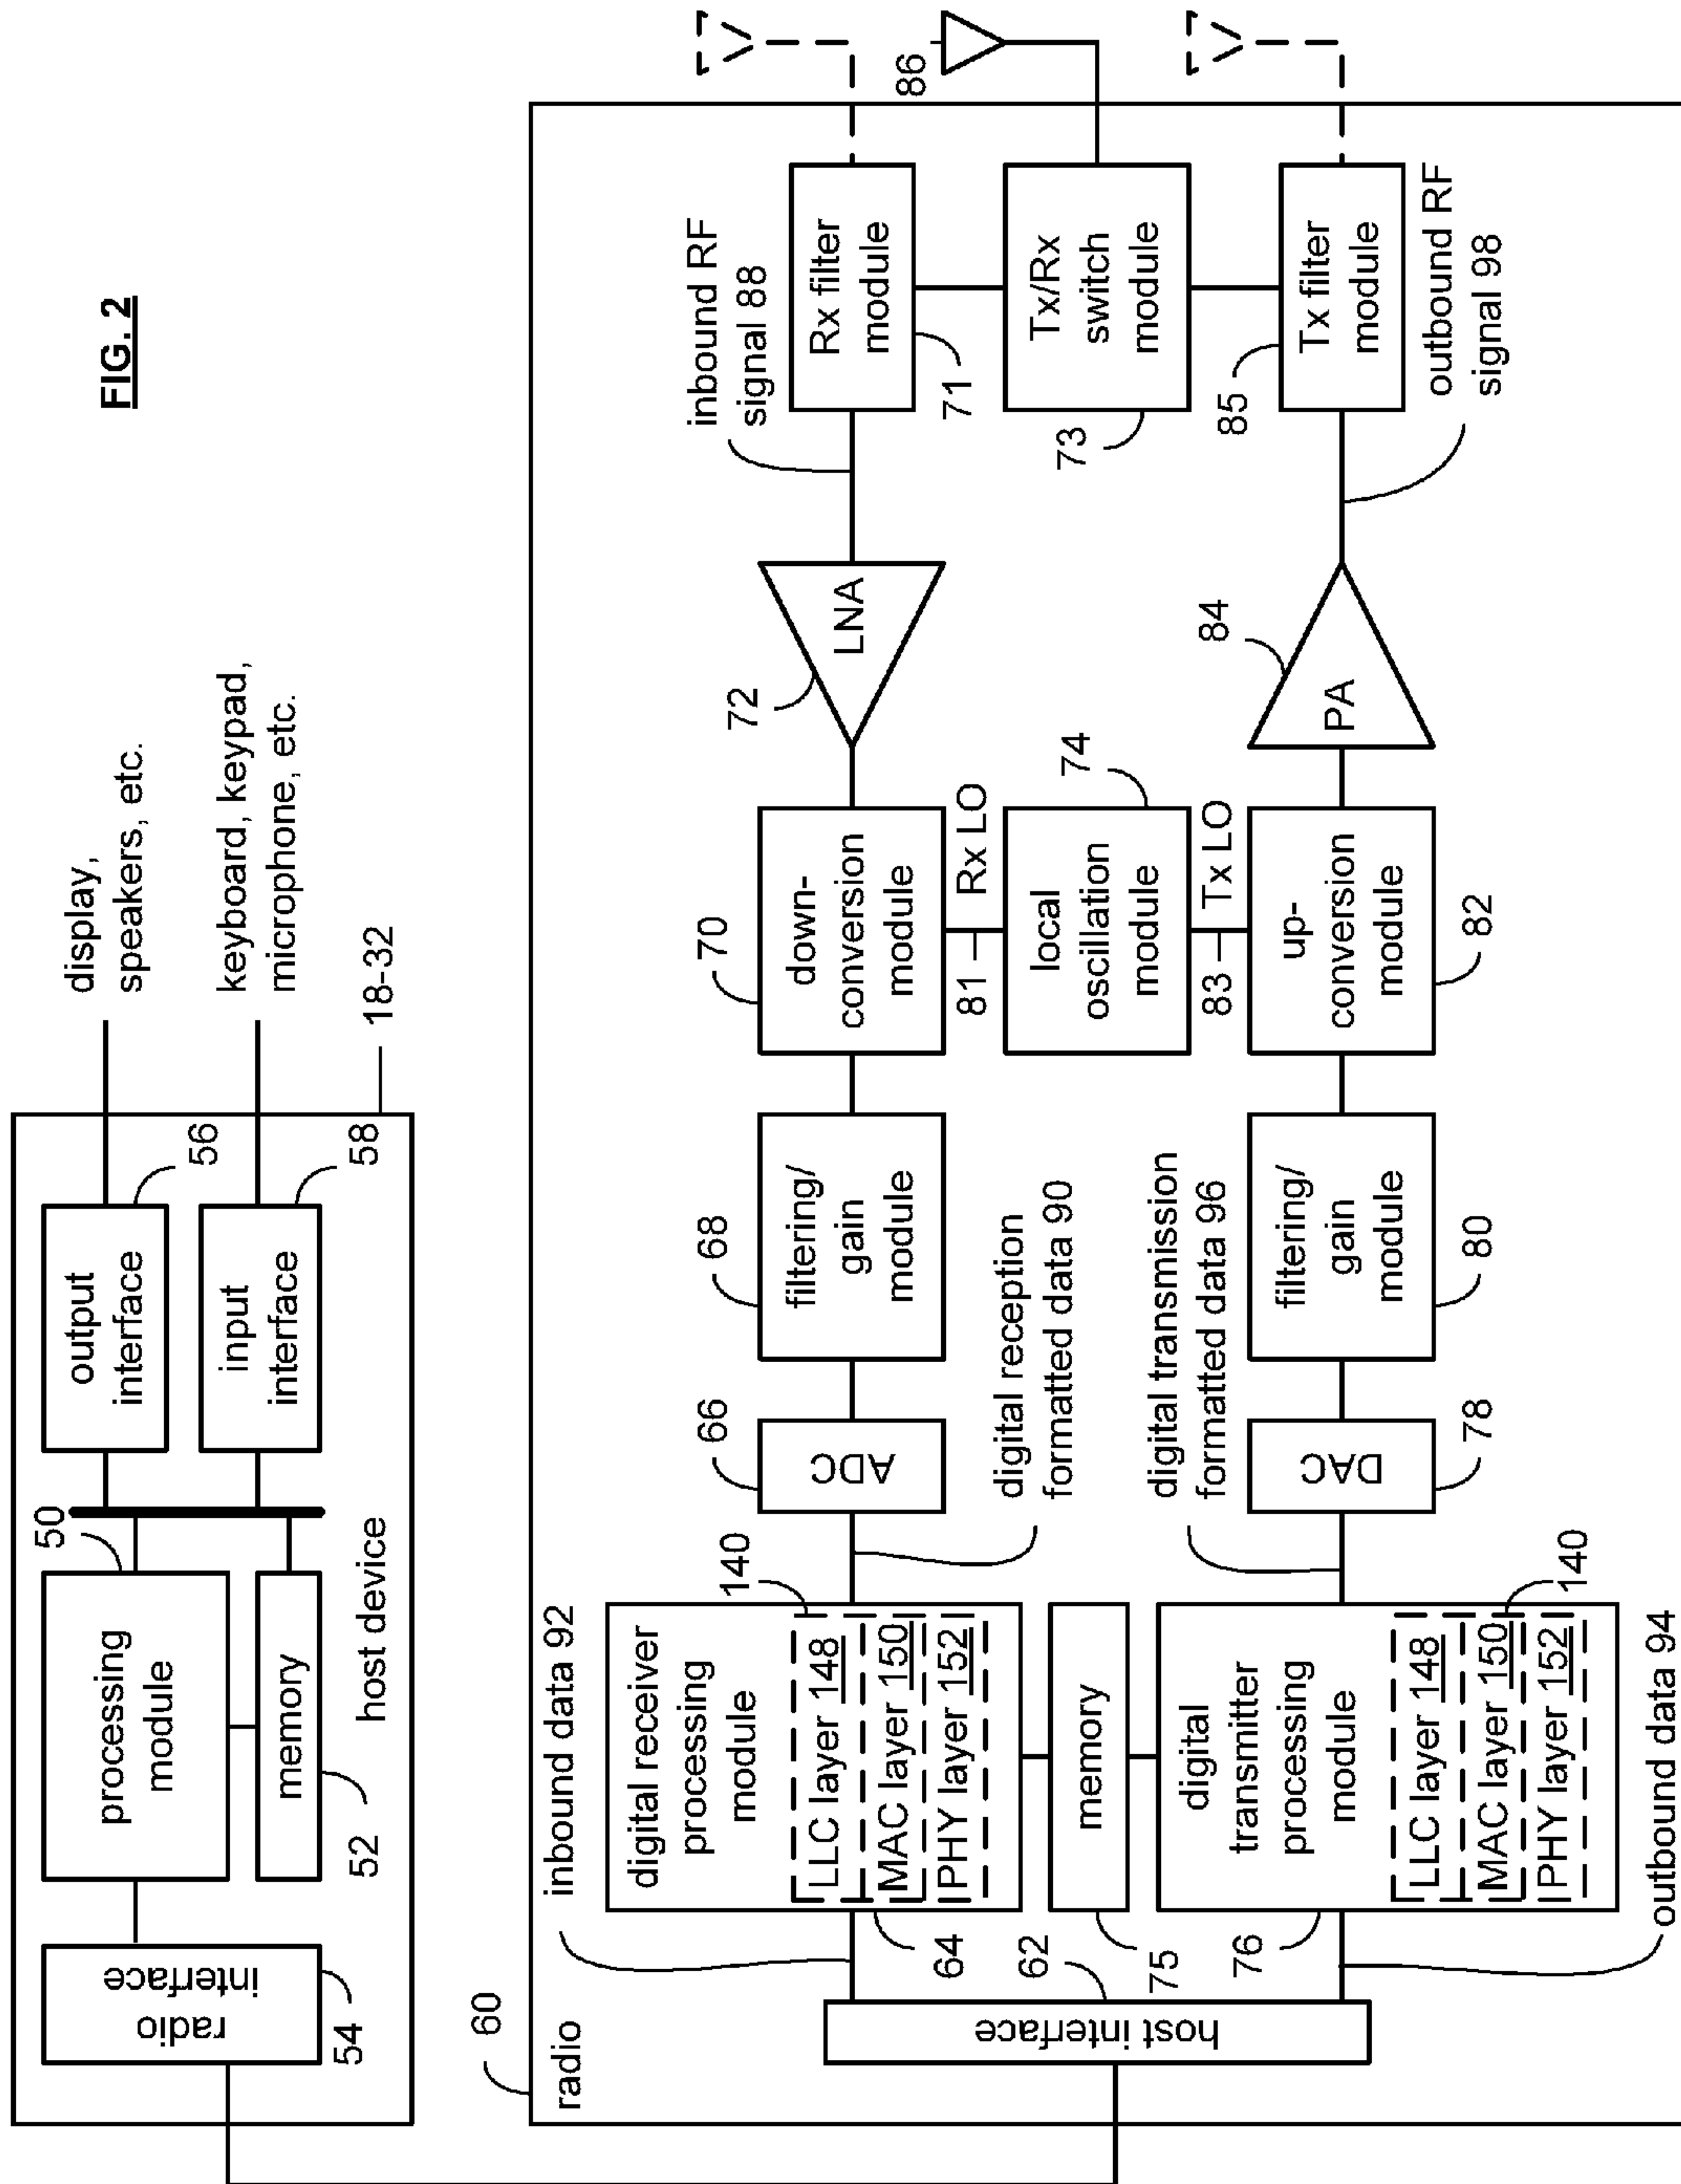 FIG. 2
display,
speakers, etc.
keyboard, keypad,
microphone, etc.
18-32
radio
interface
54
processing
module
50
memory
52
host device
output
interface
56
input
interface
58
60
radio
host interface
62
inbound data 92
digital receiver
processing
module
LLC layer 148
MAC layer 150
PHY layer 152
140
64
memory
75
digital
transmitter
processing
module
LLC layer 148
MAC layer 150
PHY layer 152
140
76
outbound data 94
ADC
66
digital reception
formatted data 90
digital transmission
formatted data 96
DAC
78
filtering/
gain
module
68
filtering/
gain
module
80
down-
conversion
module
70
81
Rx LO
local
oscillation
module
74
83
Tx LO
up-
conversion
module
82
LNA
72
PA
84
inbound RF
signal 88
Rx filter
module
71
Tx/Rx
switch
module
73
Tx filter
module
85
outbound RF
signal 98
86